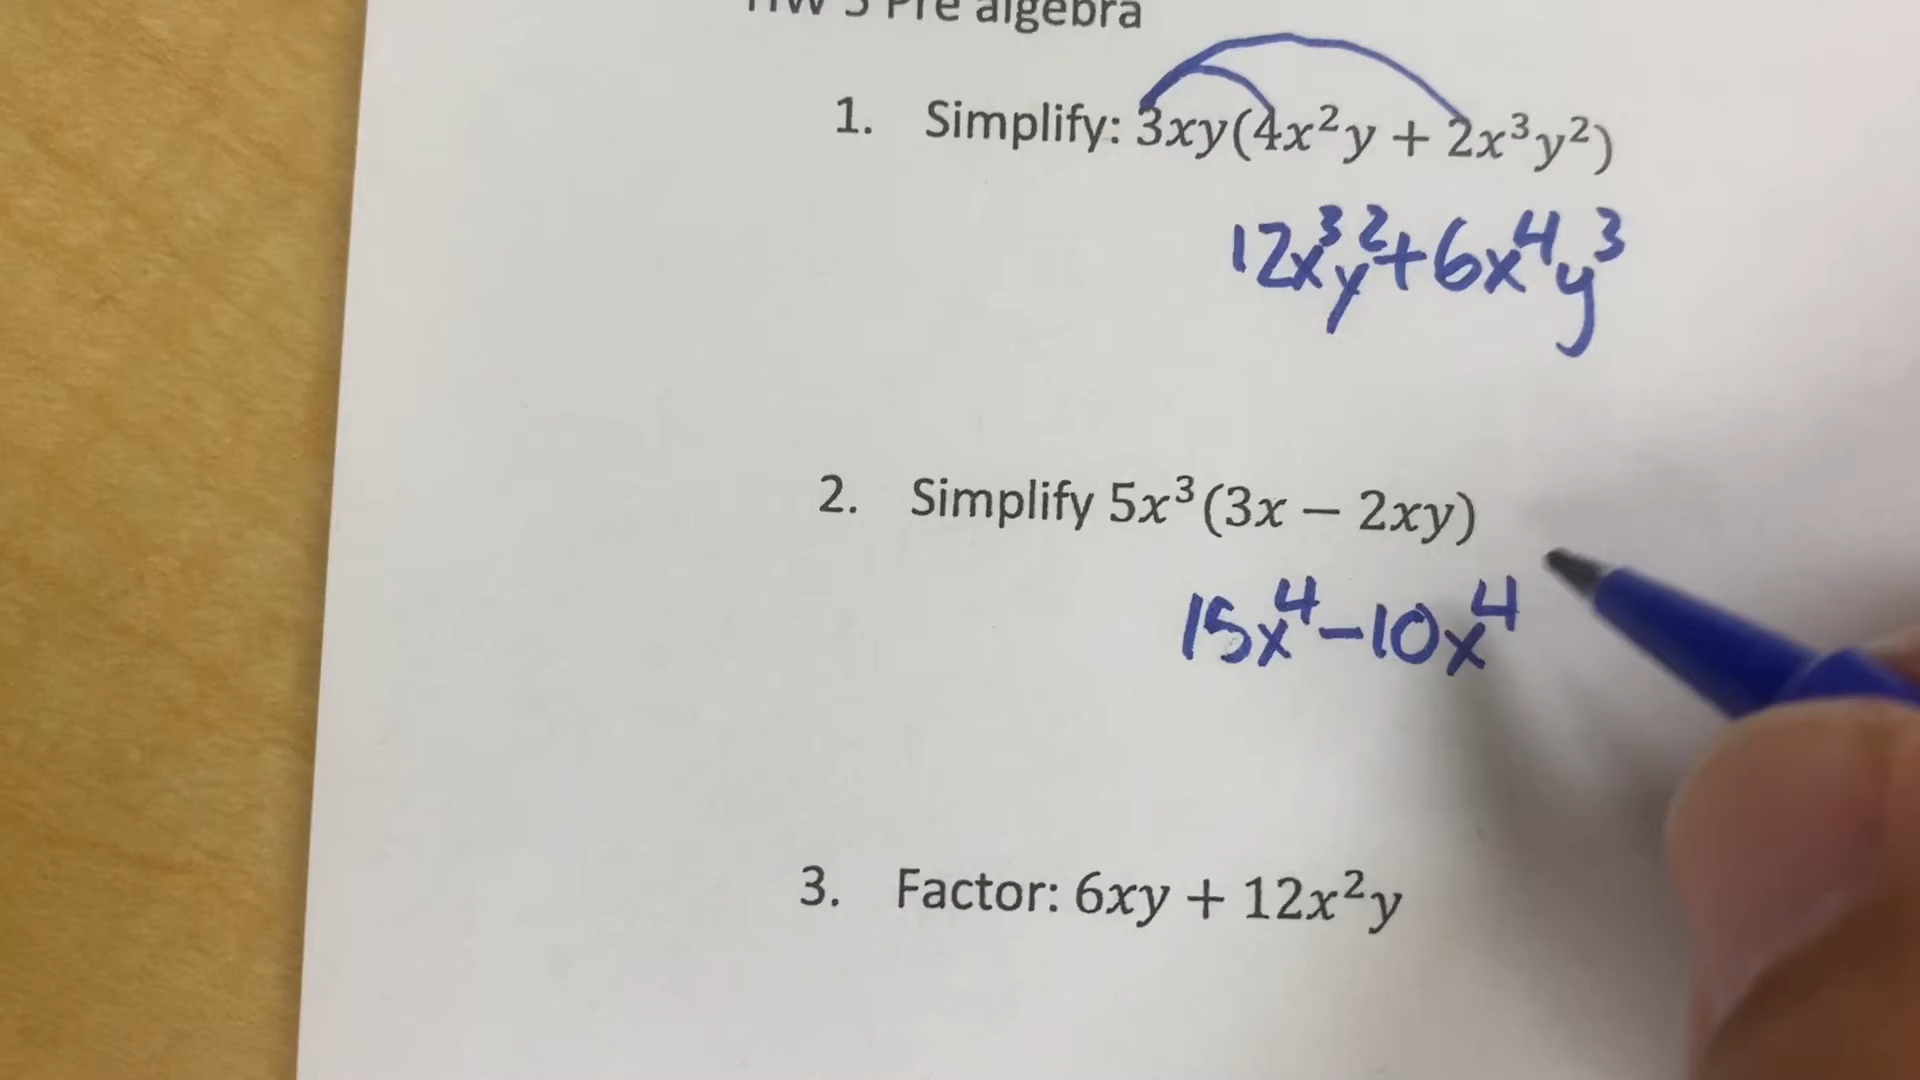 HW 5 Pre algebra
1. Simplify: 3xy(4x²y + 2x³y²)
12x³y²+6x⁴y³
2. Simplify 5x³(3x – 2xy)
15x⁴–10x⁴
3. Factor: 6xy + 12x²y